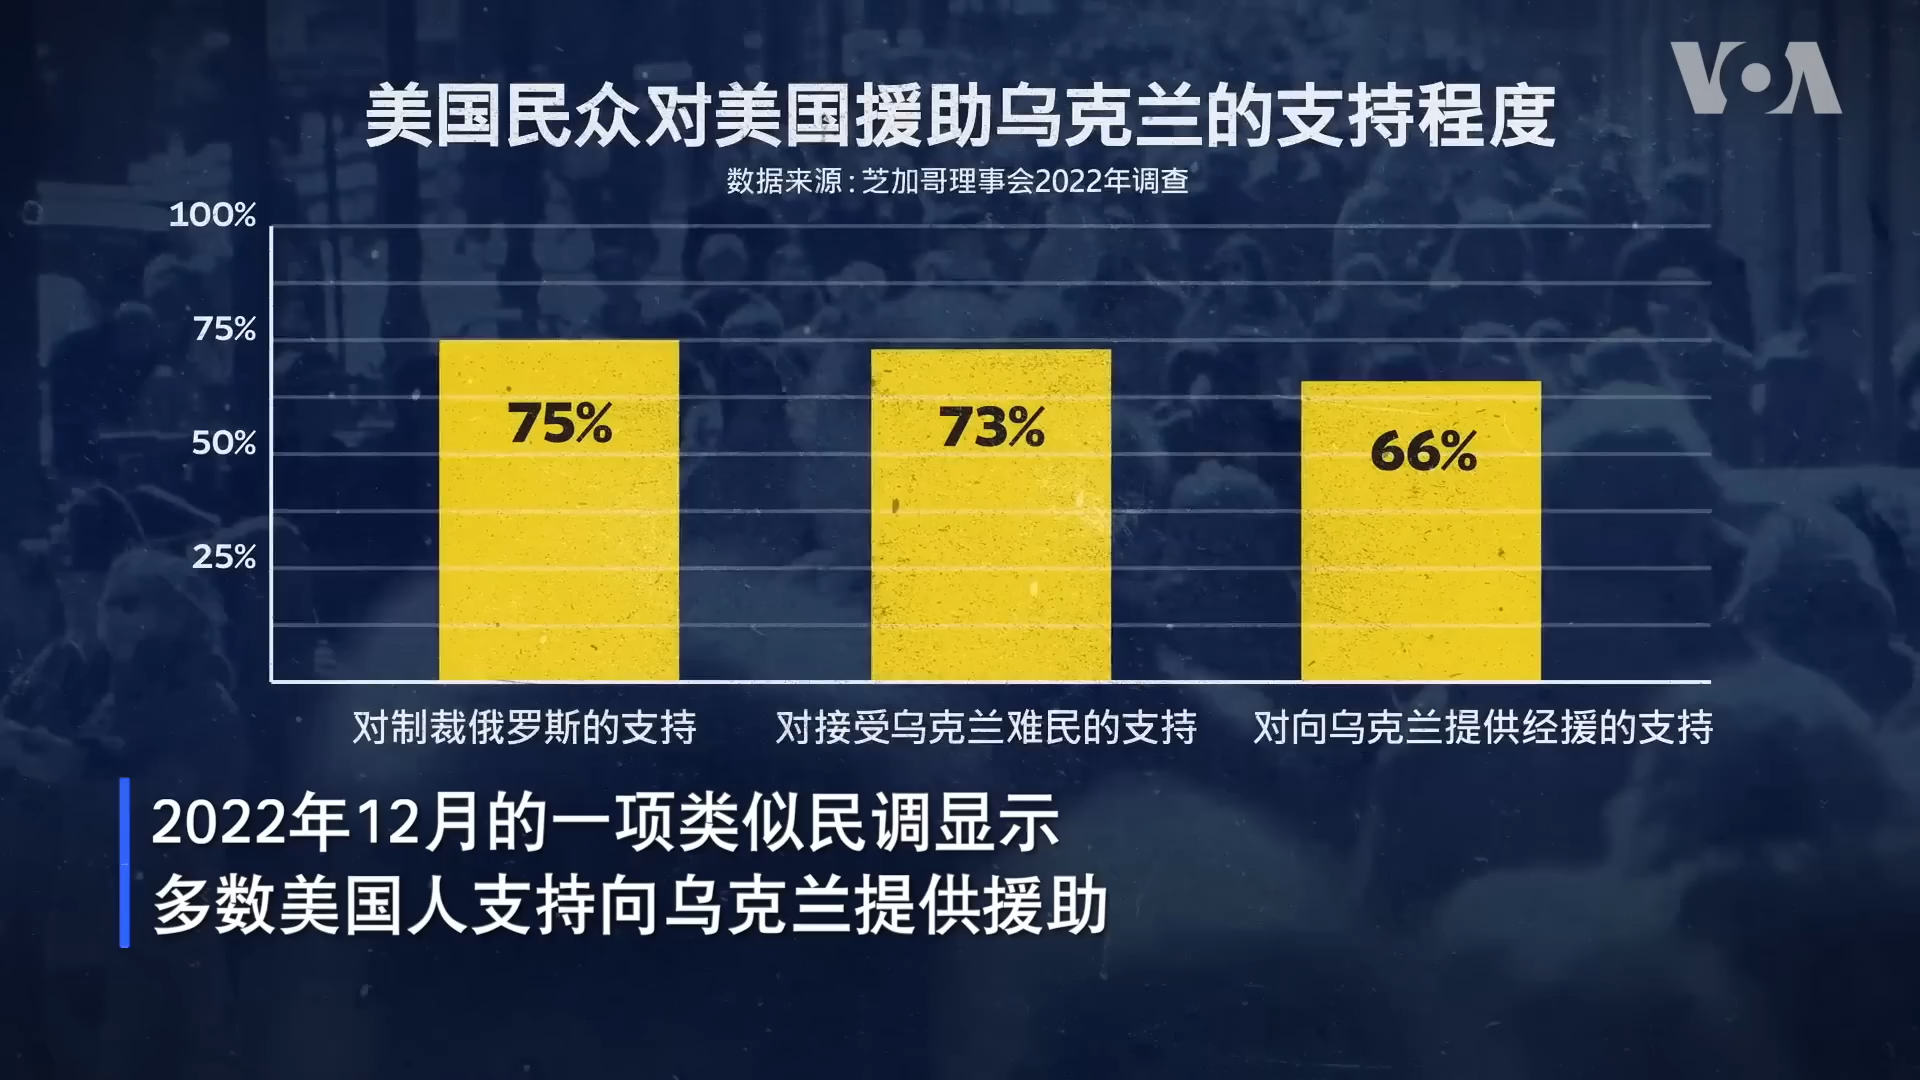 VOA
美国民众对美国援助乌克兰的支持程度
数据来源：芝加哥理事会2022年调查
100%
75%
50%
25%
75%
73%
66%
对制裁俄罗斯的支持
对接受乌克兰难民的支持
对向乌克兰提供经援的支持
2022年12月的一项类似民调显示
多数美国人支持向乌克兰提供援助